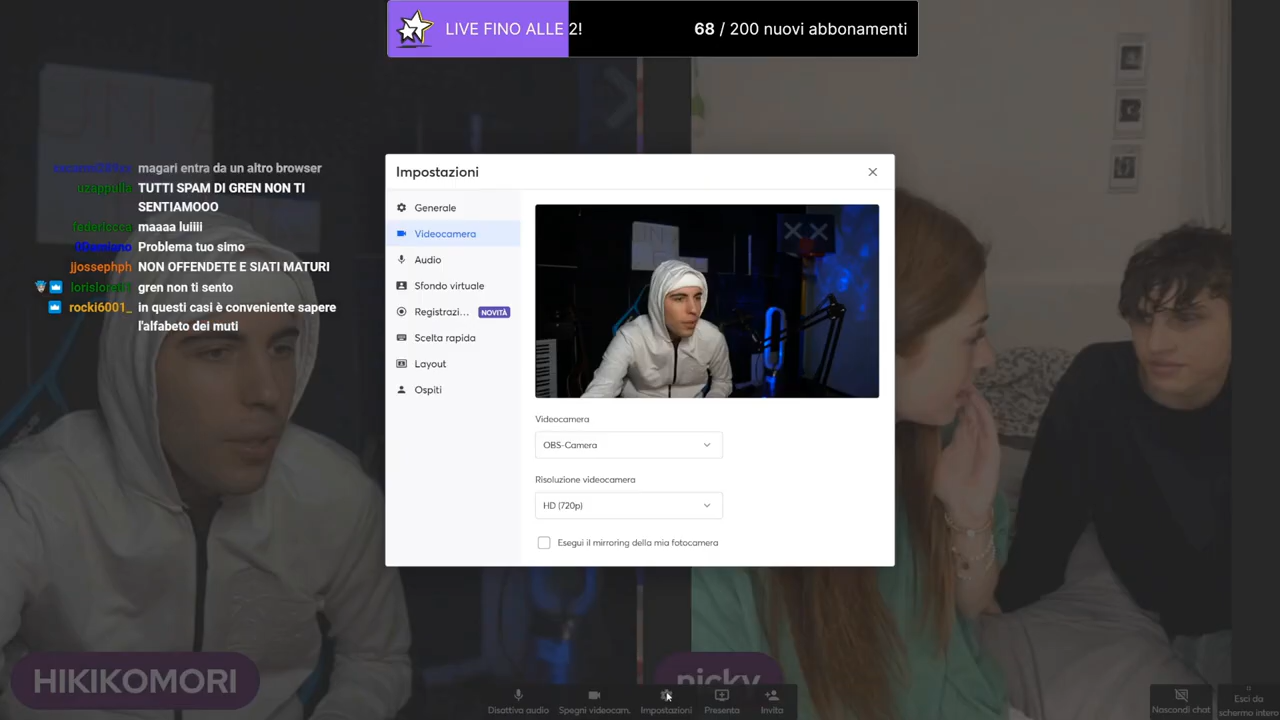 LIVE FINO ALLE 2!
68 / 200 nuovi abbonamenti
magari entra da un altro browser
uzappulla TUTTI SPAM DI GREN NON TI
SENTIAMOOO
maaaa luiiii
Problema tuo simo
jjossephph NON OFFENDETE E SIATI MATURI
gren non ti sento
rocki6001_ in questi casi è conveniente sapere
l'alfabeto dei muti
Impostazioni
Generale
Videocamera
Audio
Sfondo virtuale
Registrazi... NOVITÀ
Scelta rapida
Layout
Ospiti
Videocamera
OBS-Camera
Risoluzione videocamera
HD (720p)
Esegui il mirroring della mia fotocamera
HIKIKOMORI
nicky
Disattiva audio
Spegni videocam.
Impostazioni
Presenta
Invita
Nascondi chat
Esci da
schermo intero